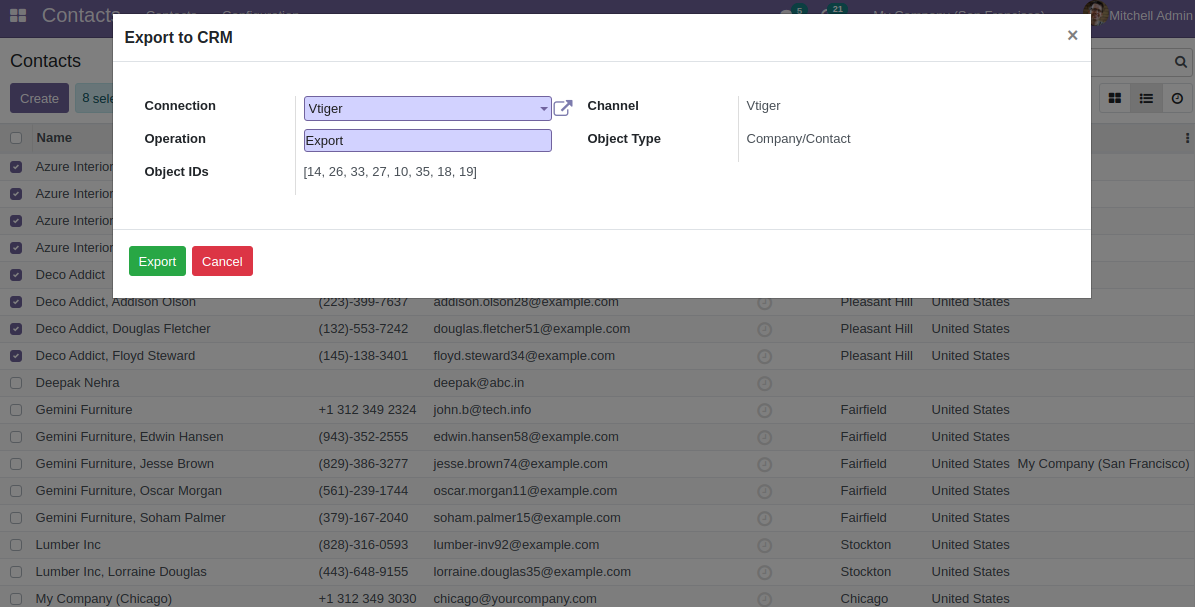 Contacts Contacts Configuration 5 21 My Company (San Francisco) Mitchell Admin
Export to CRM ×
Contacts
Create 8 sele
Connection Vtiger Channel Vtiger
Operation Export Object Type Company/Contact
Object IDs [14, 26, 33, 27, 10, 35, 18, 19]
Export Cancel
Name
Azure Interior
Azure Interior
Azure Interior
Azure Interior
Deco Addict
Deco Addict, Addison Olson (223)-399-7637 addison.olson28@example.com Pleasant Hill United States
Deco Addict, Douglas Fletcher (132)-553-7242 douglas.fletcher51@example.com Pleasant Hill United States
Deco Addict, Floyd Steward (145)-138-3401 floyd.steward34@example.com Pleasant Hill United States
Deepak Nehra deepak@abc.in
Gemini Furniture +1 312 349 2324 john.b@tech.info Fairfield United States
Gemini Furniture, Edwin Hansen (943)-352-2555 edwin.hansen58@example.com Fairfield United States
Gemini Furniture, Jesse Brown (829)-386-3277 jesse.brown74@example.com Fairfield United States My Company (San Francisco)
Gemini Furniture, Oscar Morgan (561)-239-1744 oscar.morgan11@example.com Fairfield United States
Gemini Furniture, Soham Palmer (379)-167-2040 soham.palmer15@example.com Fairfield United States
Lumber Inc (828)-316-0593 lumber-inv92@example.com Stockton United States
Lumber Inc, Lorraine Douglas (443)-648-9155 lorraine.douglas35@example.com Stockton United States
My Company (Chicago) +1 312 349 3030 chicago@yourcompany.com Chicago United States